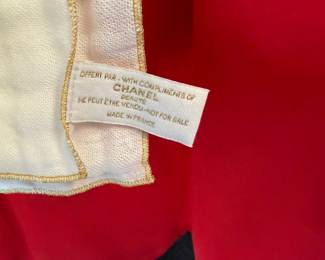 OFFERT PAR - WITH COMPLIMENTS OF
CHANEL
BEAUTÉ
NE PEUT ÊTRE VENDU - NOT FOR SALE
MADE IN FRANCE